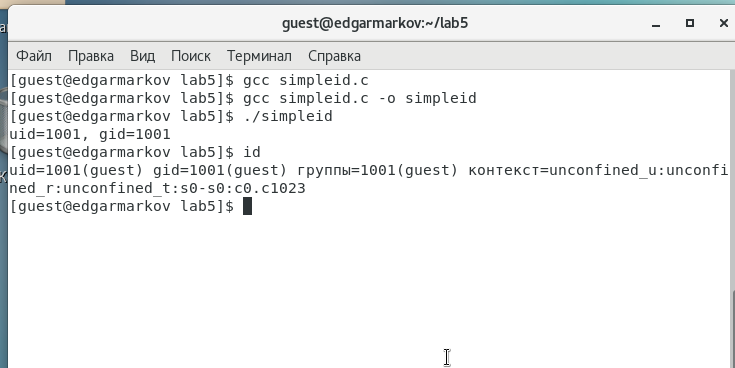 guest@edgarmarkov:~/lab5
Файл Правка Вид Поиск Терминал Справка
[guest@edgarmarkov lab5]$ gcc simpleid.c
[guest@edgarmarkov lab5]$ gcc simpleid.c -o simpleid
[guest@edgarmarkov lab5]$ ./simpleid
uid=1001, gid=1001
[guest@edgarmarkov lab5]$ id
uid=1001(guest) gid=1001(guest) группы=1001(guest) контекст=unconfined_u:unconfi
ned_r:unconfined_t:s0-s0:c0.c1023
[guest@edgarmarkov lab5]$